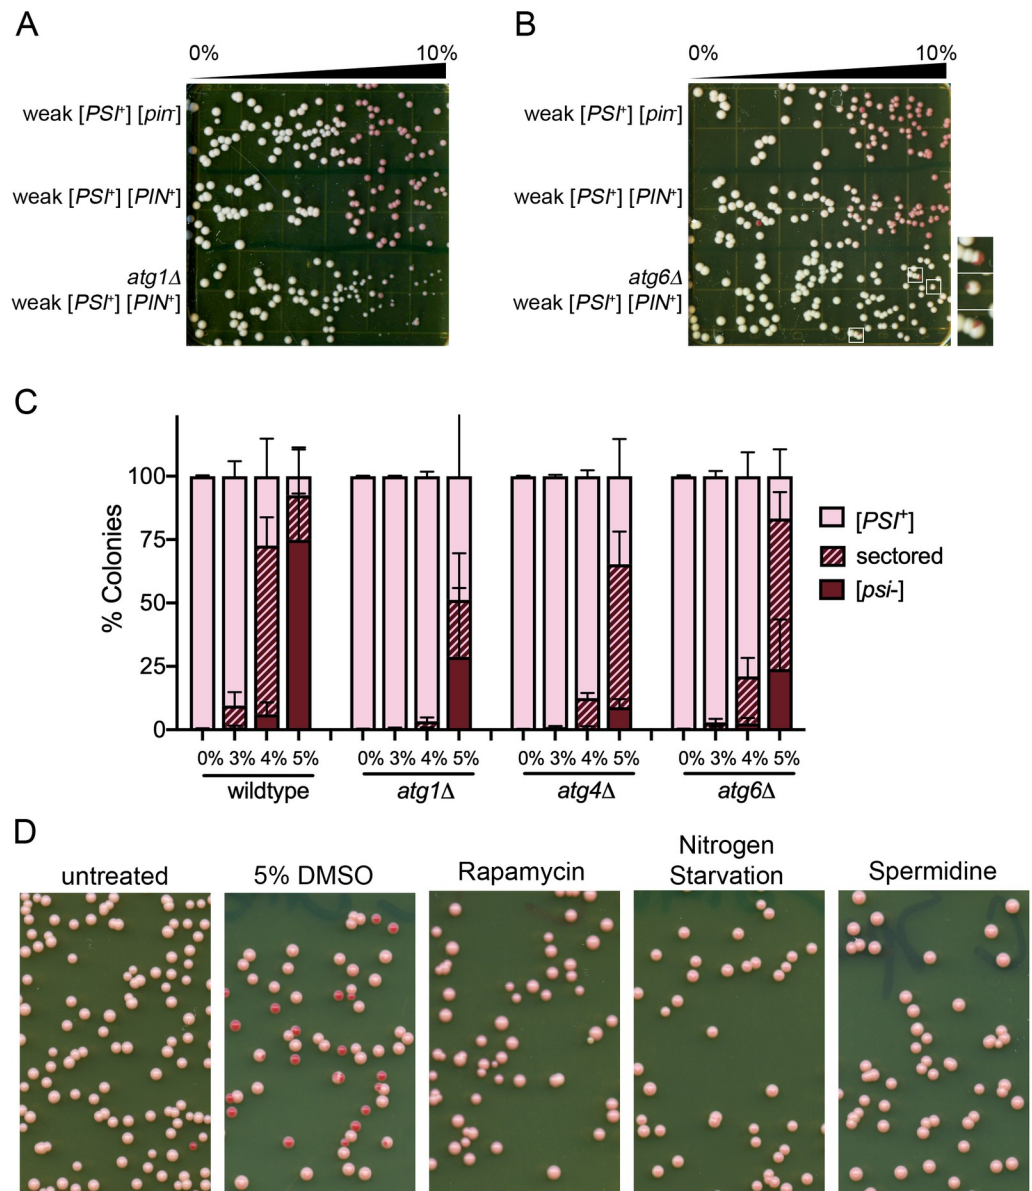 A
0% 10%
weak [PSI⁺] [pin⁻]
weak [PSI⁺] [PIN⁺]
atg1Δ
weak [PSI⁺] [PIN⁺]
B
0% 10%
weak [PSI⁺] [pin⁻]
weak [PSI⁺] [PIN⁺]
atg6Δ
weak [PSI⁺] [PIN⁺]
C
% Colonies
100
75
50
25
0
0% 3% 4% 5% 0% 3% 4% 5% 0% 3% 4% 5% 0% 3% 4% 5%
wildtype atg1Δ atg4Δ atg6Δ
[PSI⁺]
sectored
[psi-]
D
untreated
5% DMSO
Rapamycin
Nitrogen
Starvation
Spermidine